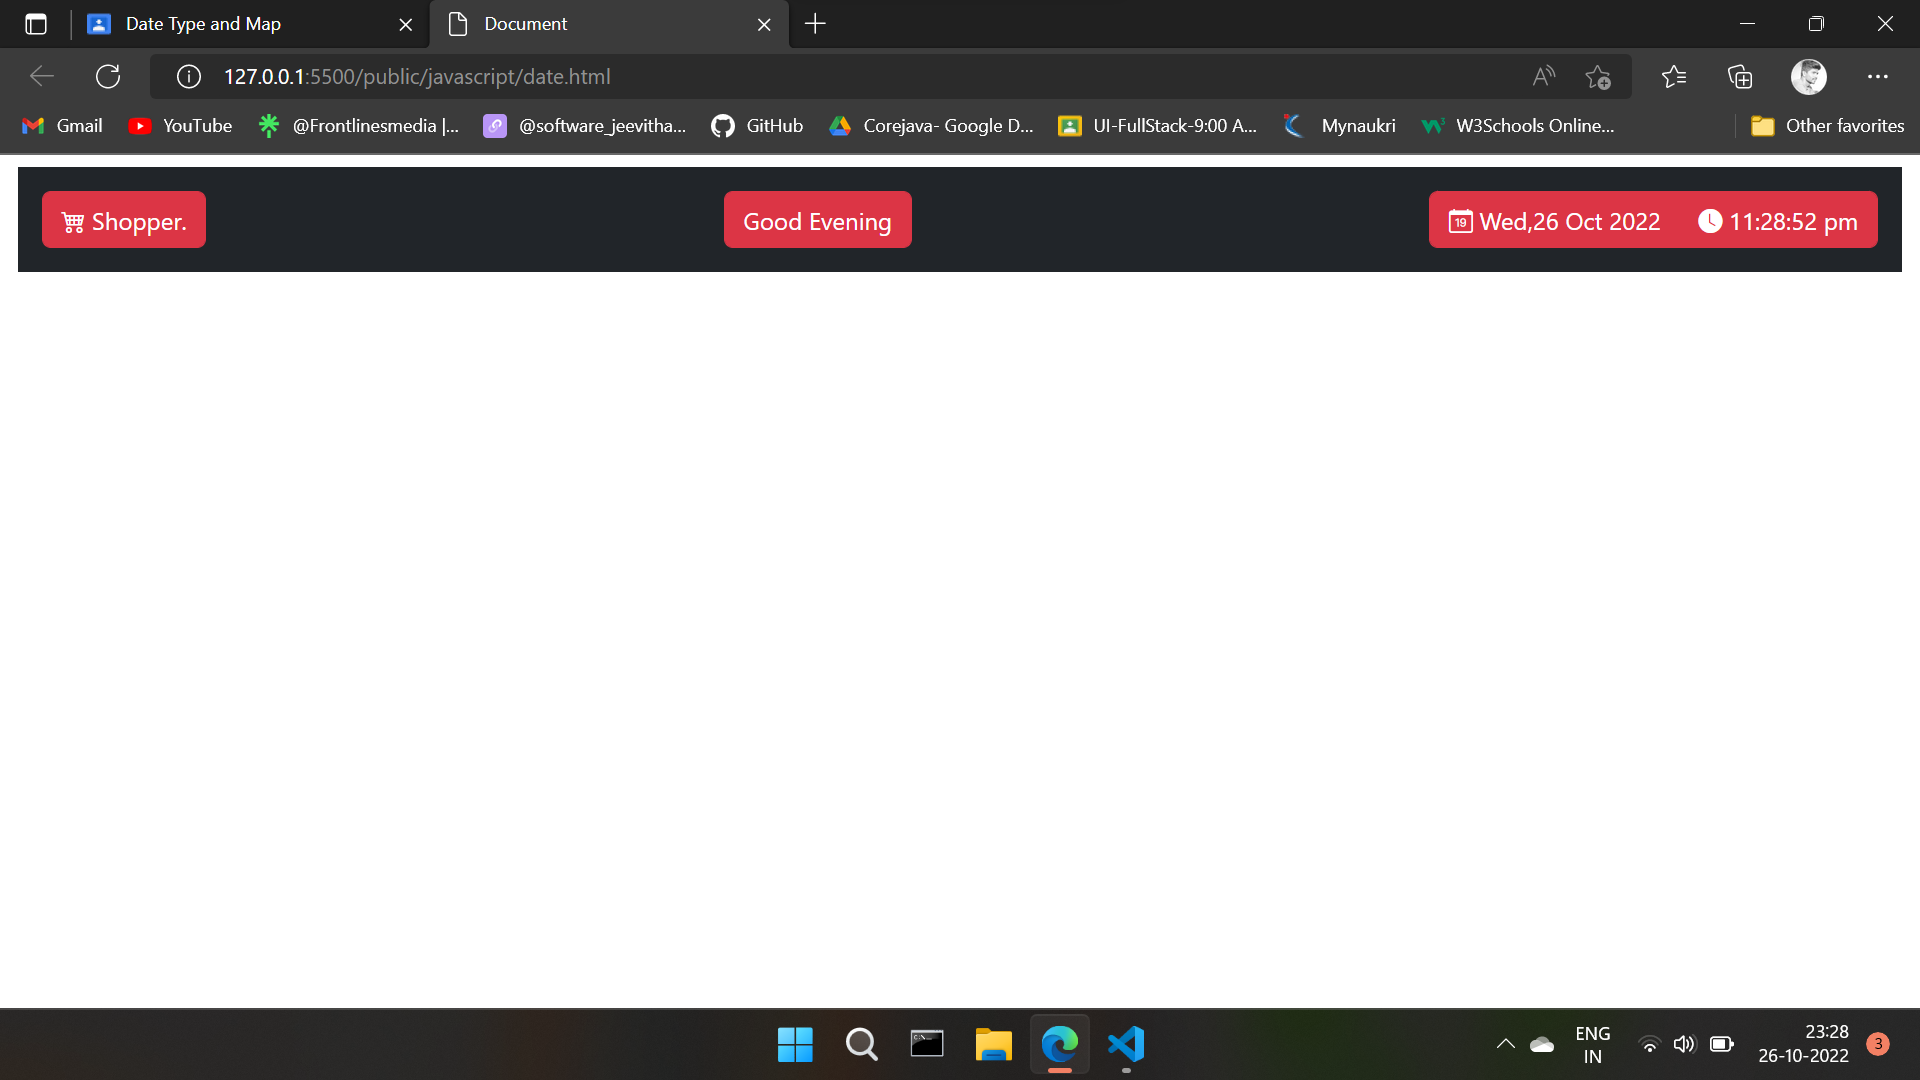 Date Type and Map
Document
127.0.0.1:5500/public/javascript/date.html
Gmail
YouTube
@Frontlinesmedia |...
@software_jeevitha...
GitHub
Corejava- Google D...
UI-FullStack-9:00 A...
Mynaukri
W3Schools Online...
Other favorites
Shopper.
Good Evening
19 Wed,26 Oct 2022
11:28:52 pm
ENG
IN
23:28
26-10-2022
3